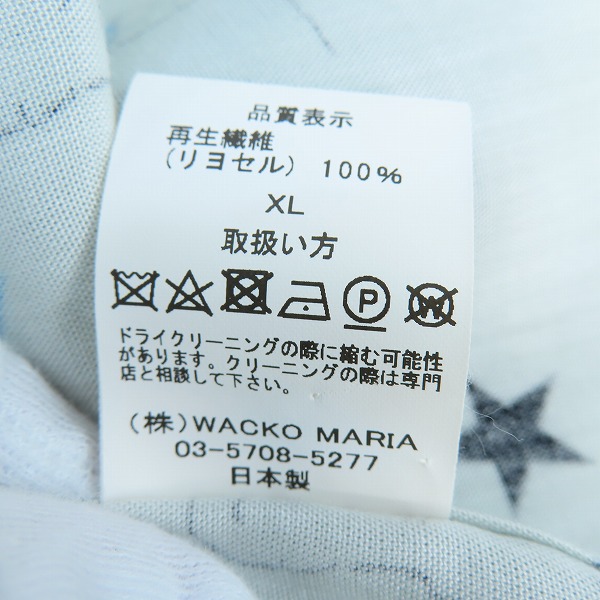 品質表示
再生繊維
(リヨセル) 100%
XL
取扱い方
P
W
ドライクリーニングの際に縮む可能性
があります。クリーニングの際は専門
店と相談して下さい。
(株)WACKO MARIA
03-5708-5277
日本製